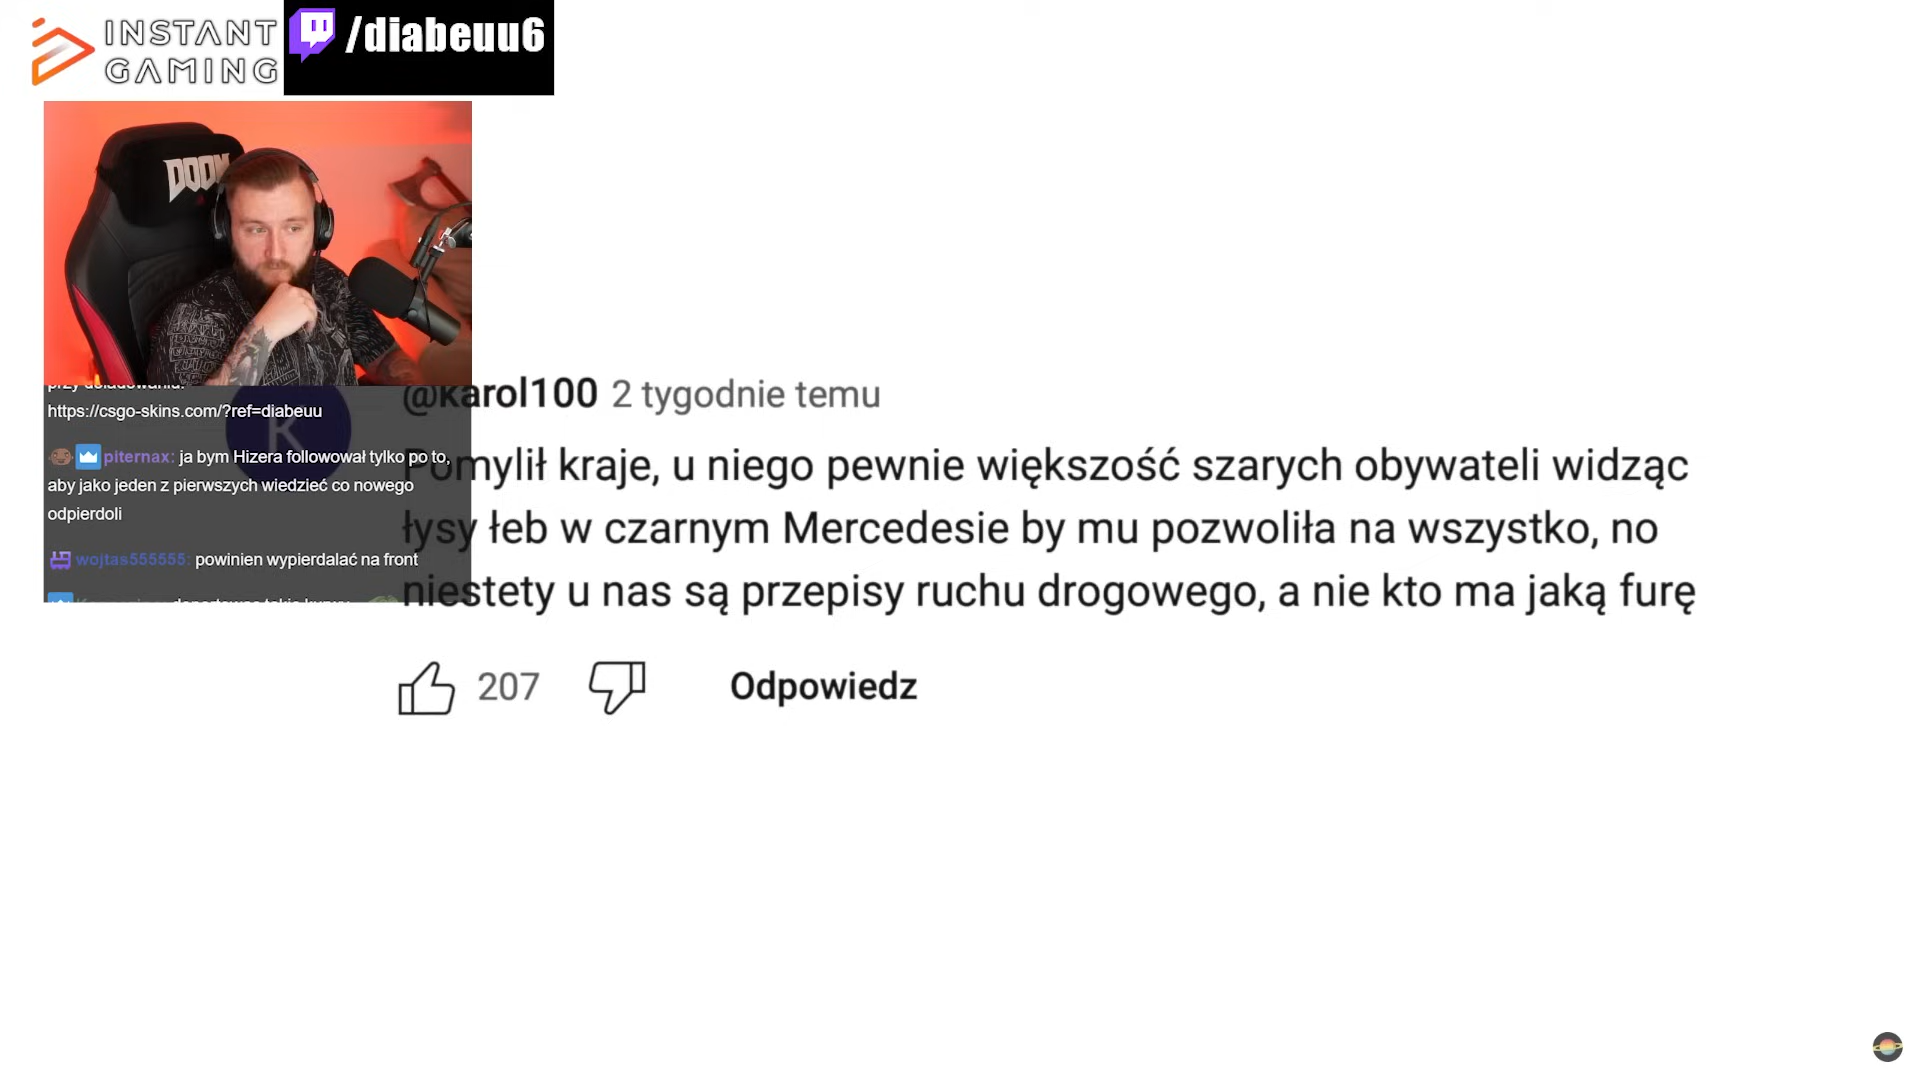 INSTANT
GAMING
/diabeuu6
DOOM
https://csgo-skins.com/?ref=diabeuu
piternax: ja bym Hizera followował tylko po to,
aby jako jeden z pierwszych wiedzieć co nowego
odpierdoli
wojtas555555: powinien wypierdalać na front
K
@karol100 2 tygodnie temu
Pomylił kraje, u niego pewnie większość szarych obywateli widząc
łysy łeb w czarnym Mercedesie by mu pozwoliła na wszystko, no
niestety u nas są przepisy ruchu drogowego, a nie kto ma jaką furę
207
Odpowiedz